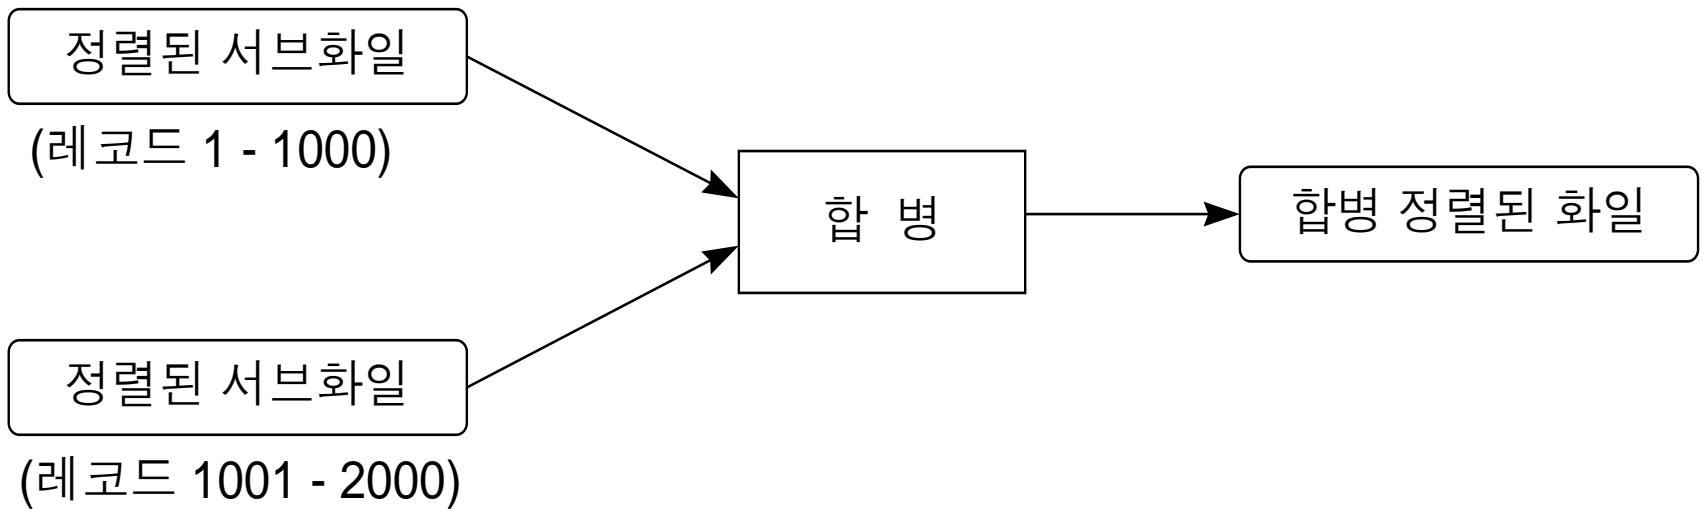 정렬된 서브화일
(레코드 1 - 1000)
합 병
합병 정렬된 화일
정렬된 서브화일
(레코드 1001 - 2000)